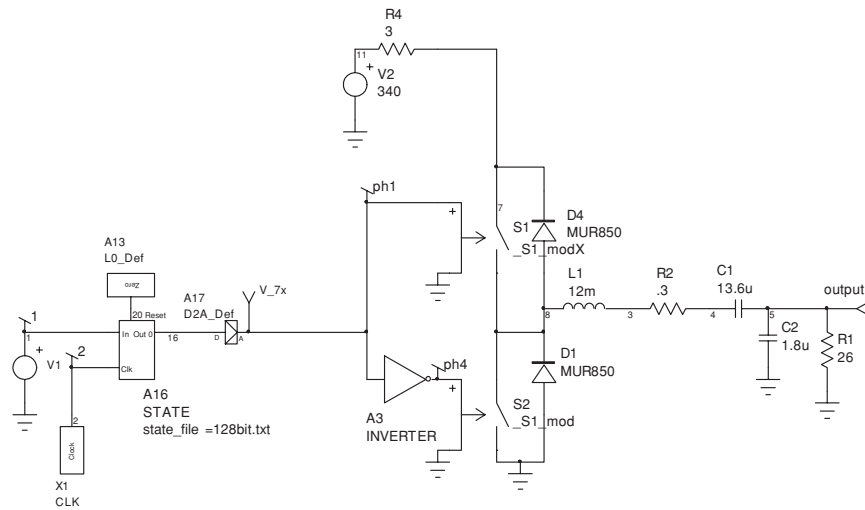 R4
3
11
+
V2
340
ph1
+
7
S1
_S1_modX
D4
MUR850
A13
L0_Def
Zero
20 Reset
In Out 0
Clk
1
1
+
V1
2
2
Clock
X1
CLK
16
A16
STATE
state_file =128bit.txt
A17
D2A_Def
D
A
V_7x
ph4
+
A3
INVERTER
S2
_S1_mod
D1
MUR850
8
L1
12m
3
R2
.3
4
C1
13.6u
5
output
C2
1.8u
R1
26